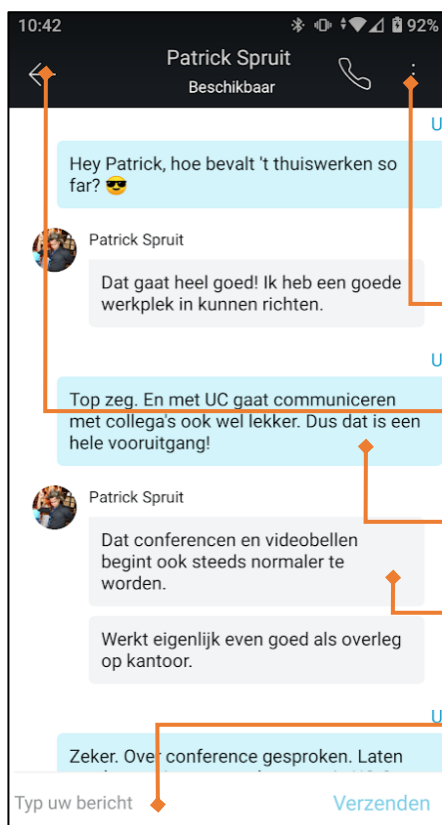 10:42
92%
Patrick Spruit
Beschikbaar
U
Hey Patrick, hoe bevalt 't thuiswerken so
far? 😎
Patrick Spruit
Dat gaat heel goed! Ik heb een goede
werkplek in kunnen richten.
U
Top zeg. En met UC gaat communiceren
met collega's ook wel lekker. Dus dat is een
hele vooruitgang!
Patrick Spruit
Dat conferencen en videobellen
begint ook steeds normaler te
worden.
Werkt eigenlijk even goed als overleg
op kantoor.
U
Zeker. Over conference gesproken. Laten
Typ uw bericht
Verzenden